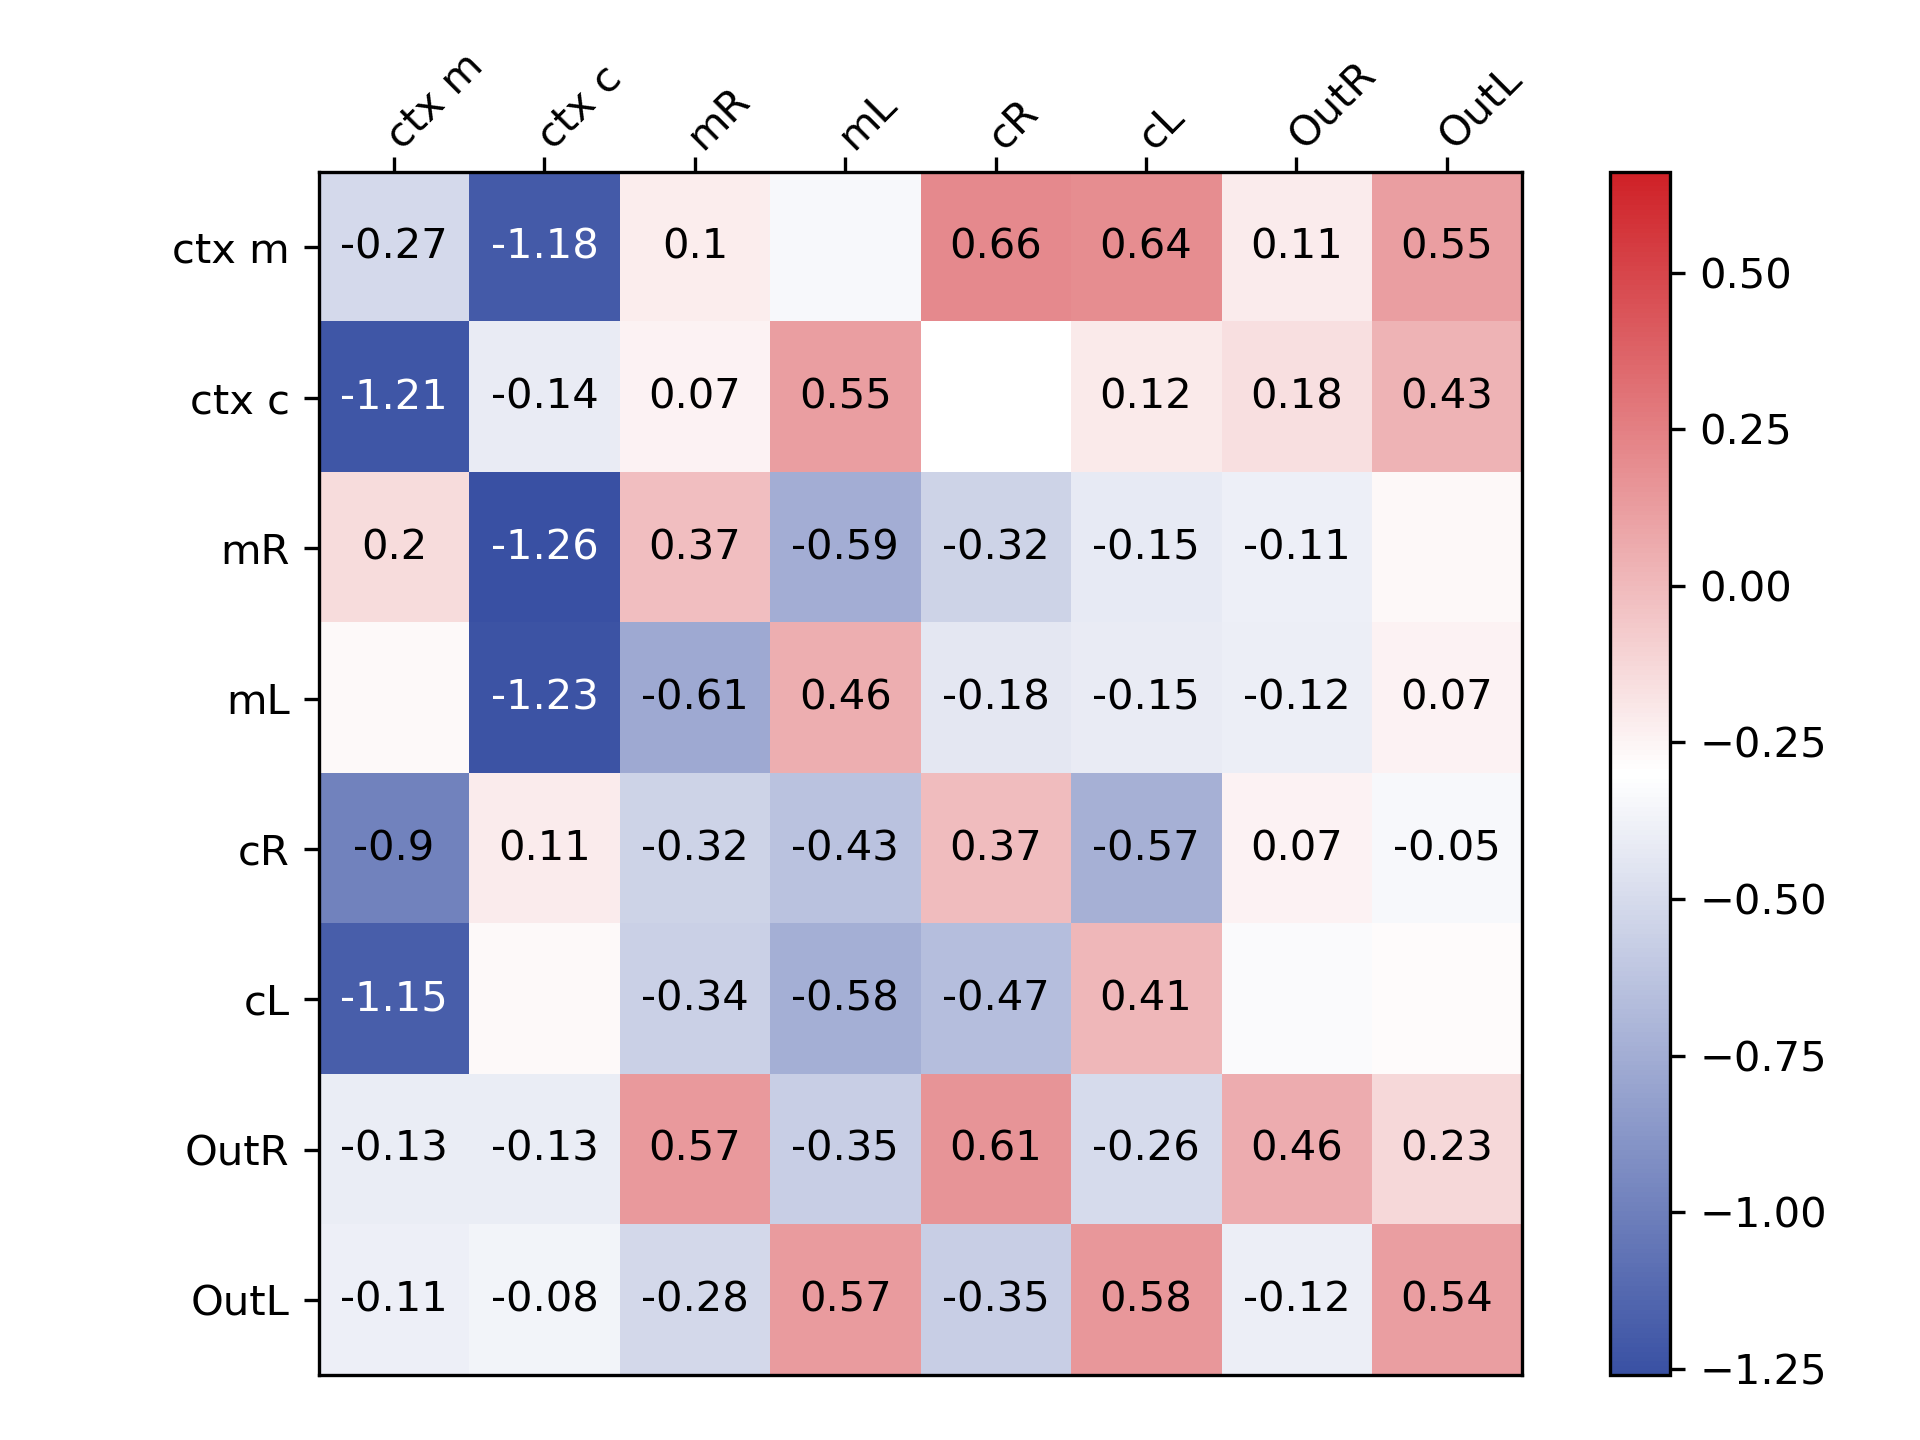 ctx m ctx c mR mL cR cL OutR OutL
ctx m -0.27 -1.18 0.1 0.66 0.64 0.11 0.55
ctx c -1.21 -0.14 0.07 0.55 0.12 0.18 0.43
mR 0.2 -1.26 0.37 -0.59 -0.32 -0.15 -0.11
mL -1.23 -0.61 0.46 -0.18 -0.15 -0.12 0.07
cR -0.9 0.11 -0.32 -0.43 0.37 -0.57 0.07 -0.05
cL -1.15 -0.34 -0.58 -0.47 0.41
OutR -0.13 -0.13 0.57 -0.35 0.61 -0.26 0.46 0.23
OutL -0.11 -0.08 -0.28 0.57 -0.35 0.58 -0.12 0.54
0.50
0.25
0.00
−0.25
−0.50
−0.75
−1.00
−1.25